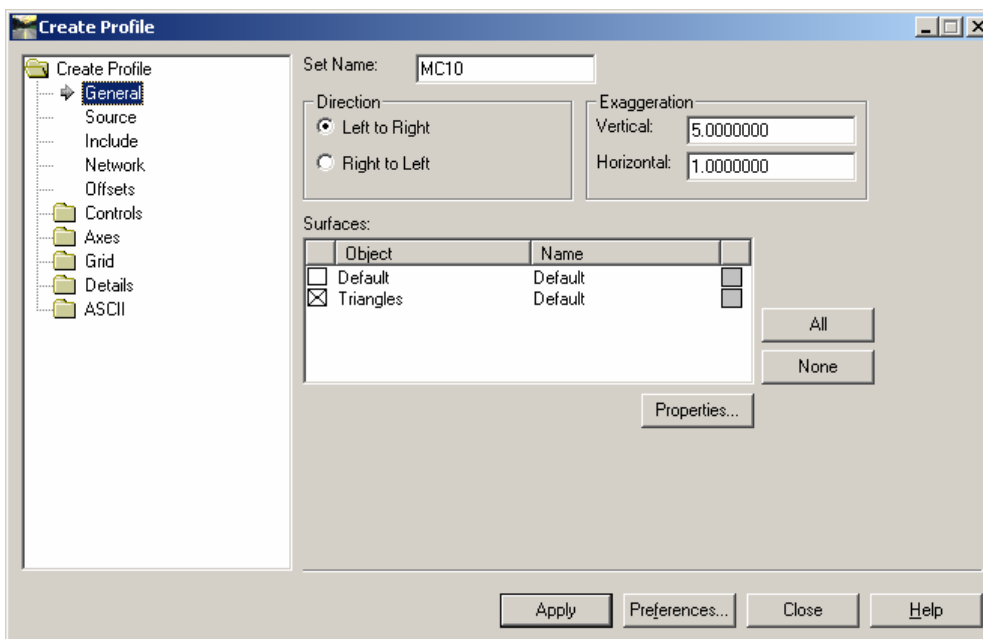 Create Profile
Create Profile
General
Source
Include
Network
Offsets
Controls
Axes
Grid
Details
ASCII
Set Name: MC10
Direction
Left to Right
Right to Left
Exaggeration
Vertical: 5.0000000
Horizontal: 1.0000000
Surfaces:
Object Name
Default Default
Triangles Default
All
None
Properties...
Apply Preferences... Close Help